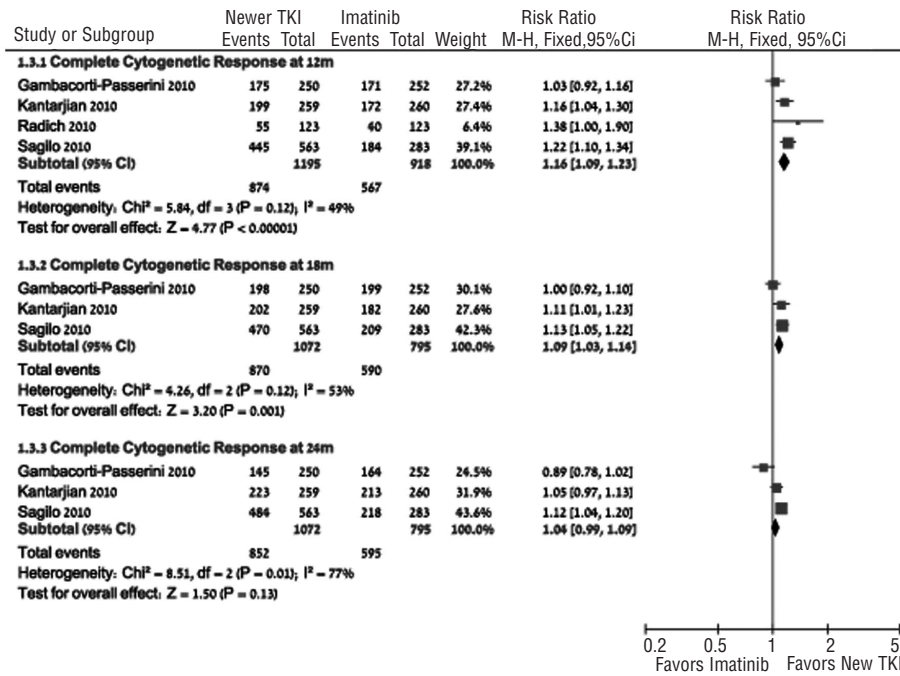 Newer TKI Imatinib Risk Ratio Risk Ratio
Study or Subgroup Events Total Events Total Weight M-H, Fixed,95%Ci M-H, Fixed, 95%Ci
1.3.1 Complete Cytogenetic Response at 12m
Gambacorti-Passerini 2010 175 250 171 252 27.2% 1.03 [0.92, 1.16]
Kantarjian 2010 199 259 172 260 27.4% 1.16 [1.04, 1.30]
Radich 2010 55 123 40 123 6.4% 1.38 [1.00, 1.90]
Sagilo 2010 445 563 184 283 39.1% 1.22 [1.10, 1.34]
Subtotal (95% CI) 1195 918 100.0% 1.16 [1.09, 1.23]
Total events 874 567
Heterogeneity: Chi² = 5.84, df = 3 (P = 0.12); I² = 49%
Test for overall effect: Z = 4.77 (P < 0.00001)
1.3.2 Complete Cytogenetic Response at 18m
Gambacorti-Passerini 2010 198 250 199 252 30.1% 1.00 [0.92, 1.10]
Kantarjian 2010 202 259 182 260 27.6% 1.11 [1.01, 1.23]
Sagilo 2010 470 563 209 283 42.3% 1.13 [1.05, 1.22]
Subtotal (95% CI) 1072 795 100.0% 1.09 [1.03, 1.14]
Total events 870 590
Heterogeneity: Chi² = 4.26, df = 2 (P = 0.12); I² = 53%
Test for overall effect: Z = 3.20 (P = 0.001)
1.3.3 Complete Cytogenetic Response at 24m
Gambacorti-Passerini 2010 145 250 164 252 24.5% 0.89 [0.78, 1.02]
Kantarjian 2010 223 259 213 260 31.9% 1.05 [0.97, 1.13]
Sagilo 2010 484 563 218 283 43.6% 1.12 [1.04, 1.20]
Subtotal (95% CI) 1072 795 100.0% 1.04 [0.99, 1.09]
Total events 852 595
Heterogeneity: Chi² = 8.51, df = 2 (P = 0.01); I² = 77%
Test for overall effect: Z = 1.50 (P = 0.13)
0.2 0.5 1 2 5
Favors Imatinib Favors New TKI